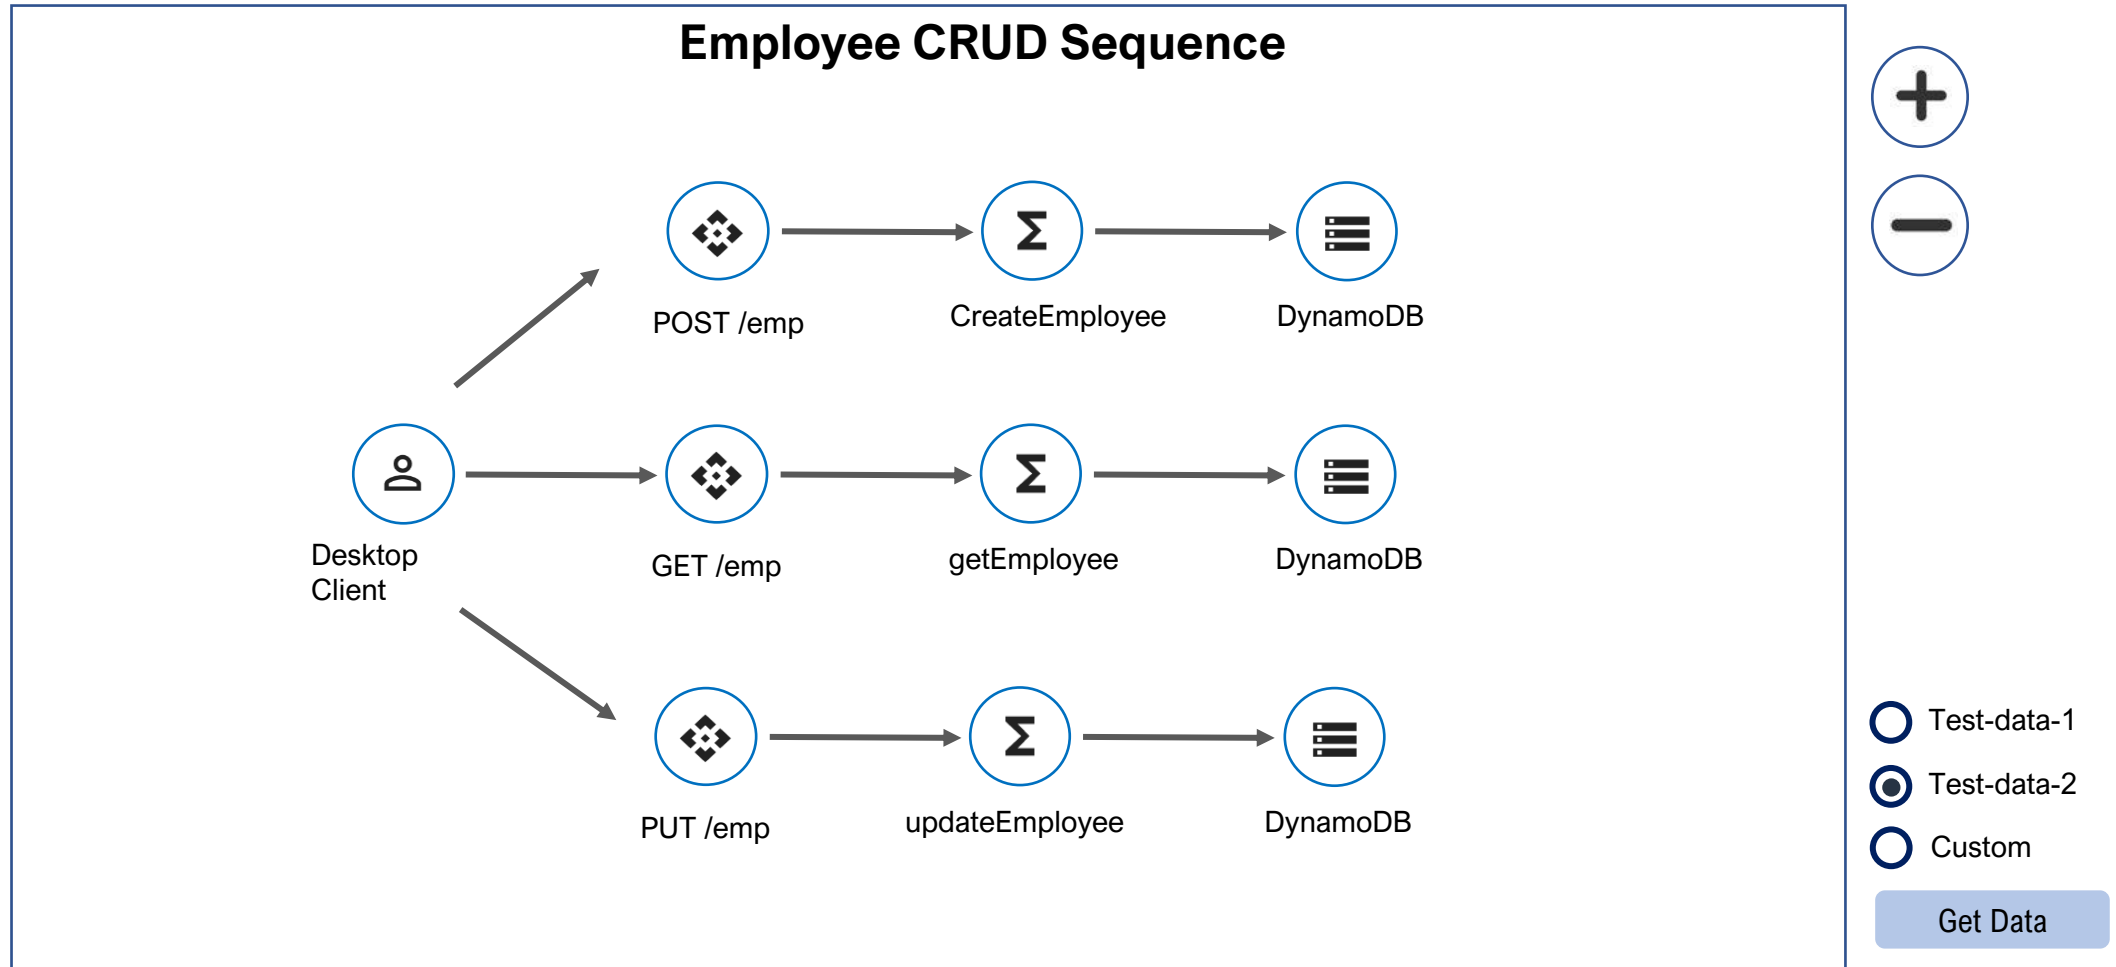 Employee CRUD Sequence
POST /emp
CreateEmployee
DynamoDB
Desktop
Client
GET /emp
getEmployee
DynamoDB
PUT /emp
updateEmployee
DynamoDB
Test-data-1
Test-data-2
Custom
Get Data